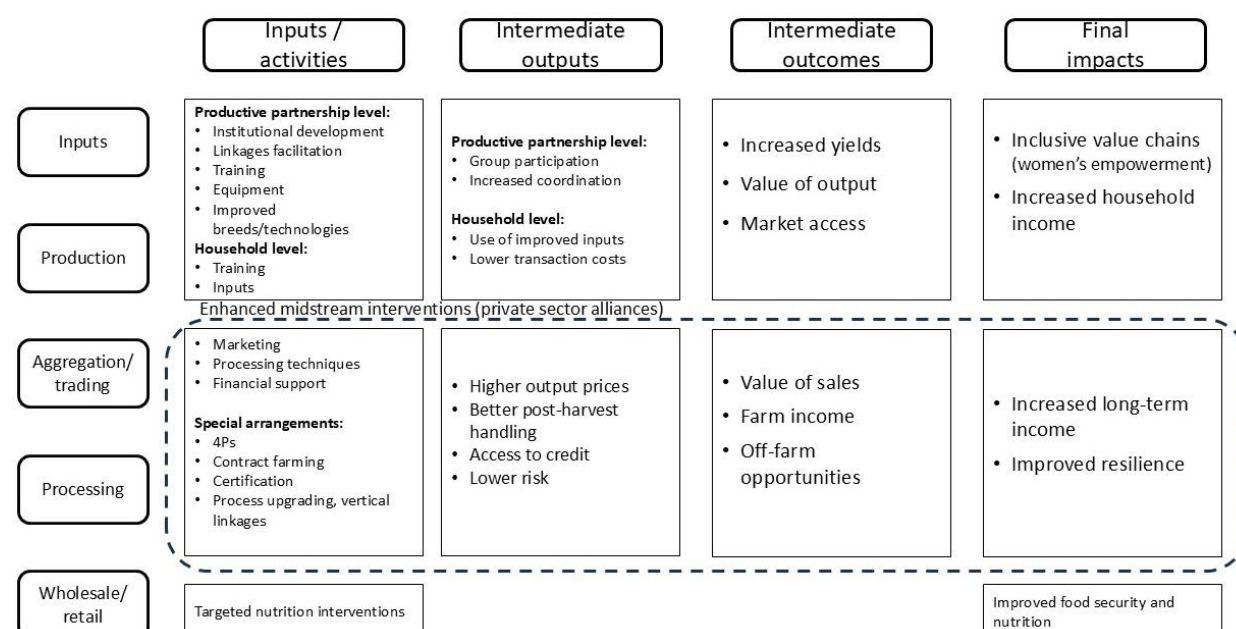 Inputs /
activities
Intermediate
outputs
Intermediate
outcomes
Final
impacts
Inputs
Productive partnership level:
• Institutional development
• Linkages facilitation
• Training
• Equipment
• Improved
breeds/technologies
Household level:
• Training
• Inputs
Productive partnership level:
• Group participation
• Increased coordination
Household level:
• Use of improved inputs
• Lower transaction costs
• Increased yields
• Value of output
• Market access
• Inclusive value chains
(women's empowerment)
• Increased household
income
Production
Enhanced midstream interventions (private sector alliances)
Aggregation/
trading
• Marketing
• Processing techniques
• Financial support
Special arrangements:
• 4Ps
• Contract farming
• Certification
• Process upgrading, vertical
linkages
• Higher output prices
• Better post-harvest
handling
• Access to credit
• Lower risk
• Value of sales
• Farm income
• Off-farm
opportunities
• Increased long-term
income
• Improved resilience
Processing
Wholesale/
retail
Targeted nutrition interventions
Improved food security and
nutrition